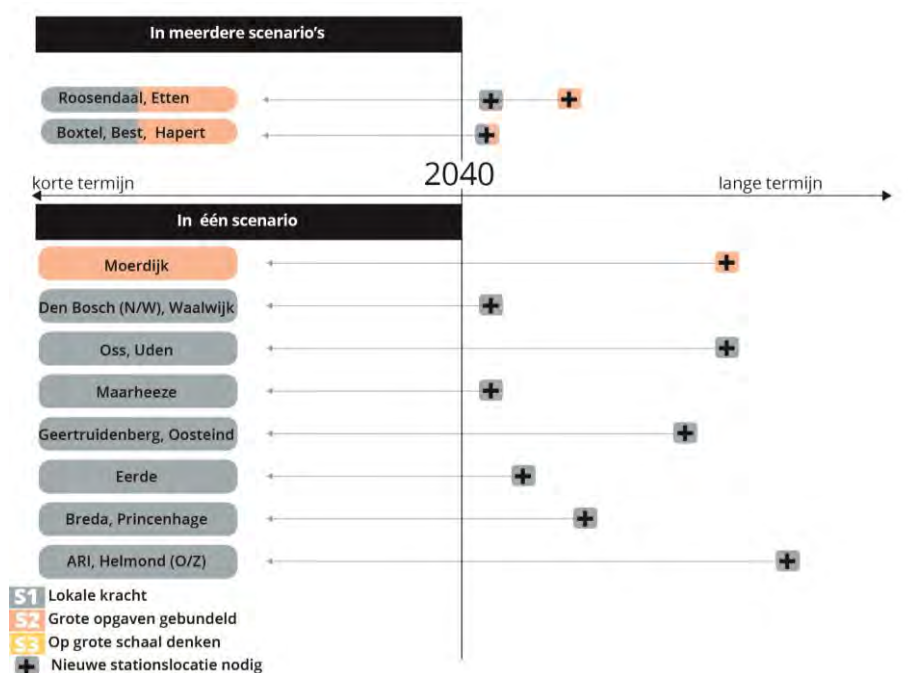 In meerdere scenario's
Roosendaal, Etten
Boxtel, Best, Hapert
2040
korte termijn
lange termijn
In één scenario
Moerdijk
Den Bosch (N/W), Waalwijk
Oss, Uden
Maarheeze
Geertruidenberg, Oosteind
Eerde
Breda, Princenhage
ARI, Helmond (O/Z)
S1 Lokale kracht
S2 Grote opgaven gebundeld
S3 Op grote schaal denken
Nieuwe stationslocatie nodig